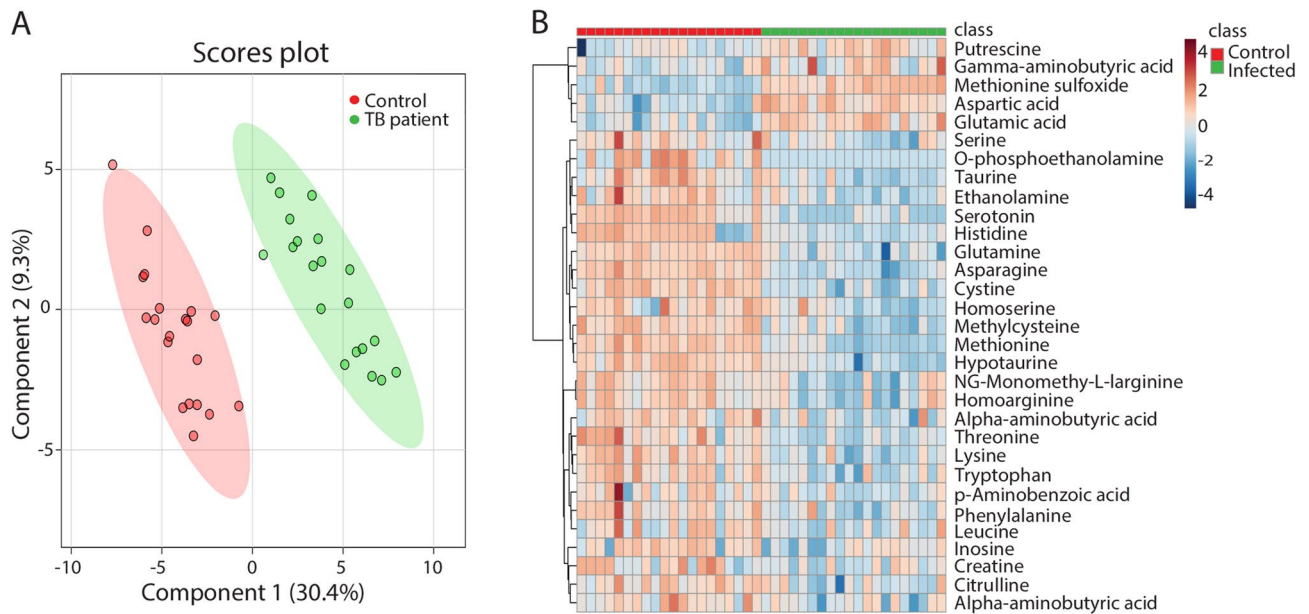 A
Scores plot
Control
TB patient
5
0
-5
-10
-5
0
5
10
Component 2 (9.3%)
Component 1 (30.4%)
B
class
Putrescine
Gamma-aminobutyric acid
Methionine sulfoxide
Aspartic acid
Glutamic acid
Serine
O-phosphoethanolamine
Taurine
Ethanolamine
Serotonin
Histidine
Glutamine
Asparagine
Cystine
Homoserine
Methylcysteine
Methionine
Hypotaurine
NG-Monomethy-L-larginine
Homoarginine
Alpha-aminobutyric acid
Threonine
Lysine
Tryptophan
p-Aminobenzoic acid
Phenylalanine
Leucine
Inosine
Creatine
Citrulline
Alpha-aminobutyric acid
4
2
0
-2
-4
class
Control
Infected